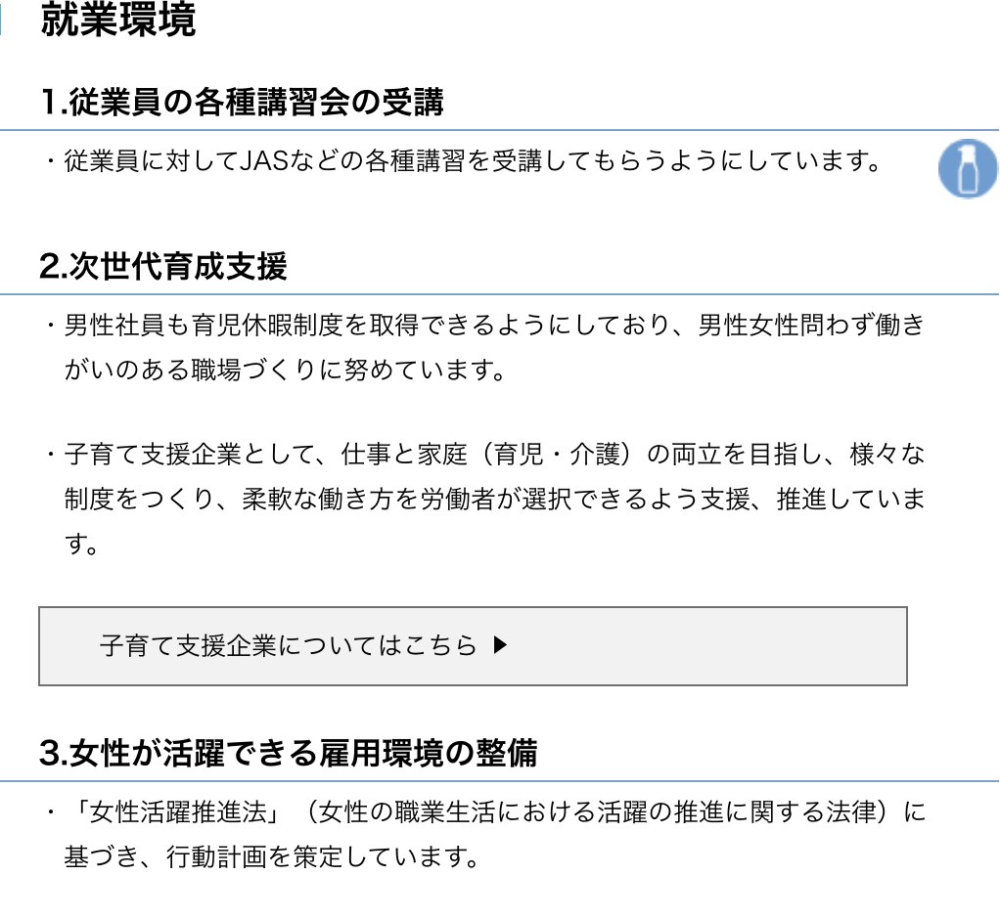 就業環境
1.従業員の各種講習会の受講
・従業員に対してJASなどの各種講習を受講してもらうようにしています。
2.次世代育成支援
・男性社員も育児休暇制度を取得できるようにしており、男性女性問わず働き
がいのある職場づくりに努めています。
・子育て支援企業として、仕事と家庭（育児・介護）の両立を目指し、様々な
制度をつくり、柔軟な働き方を労働者が選択できるよう支援、推進していま
す。
子育て支援企業についてはこちら ▶
3.女性が活躍できる雇用環境の整備
・「女性活躍推進法」（女性の職業生活における活躍の推進に関する法律）に
基づき、行動計画を策定しています。